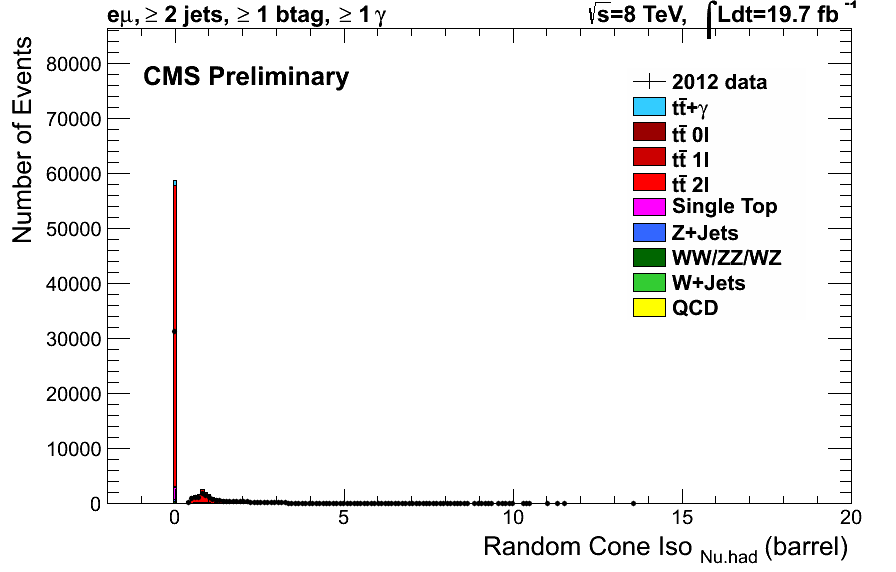 eμ, ≥ 2 jets, ≥ 1 btag, ≥ 1 γ
√s=8 TeV, ∫Ldt=19.7 fb⁻¹
CMS Preliminary
Number of Events
80000
70000
60000
50000
40000
30000
20000
10000
0
2012 data
tt̄+γ
tt̄ 0l
tt̄ 1l
tt̄ 2l
Single Top
Z+Jets
WW/ZZ/WZ
W+Jets
QCD
0 5 10 15 20
Random Cone Iso Nu.had (barrel)